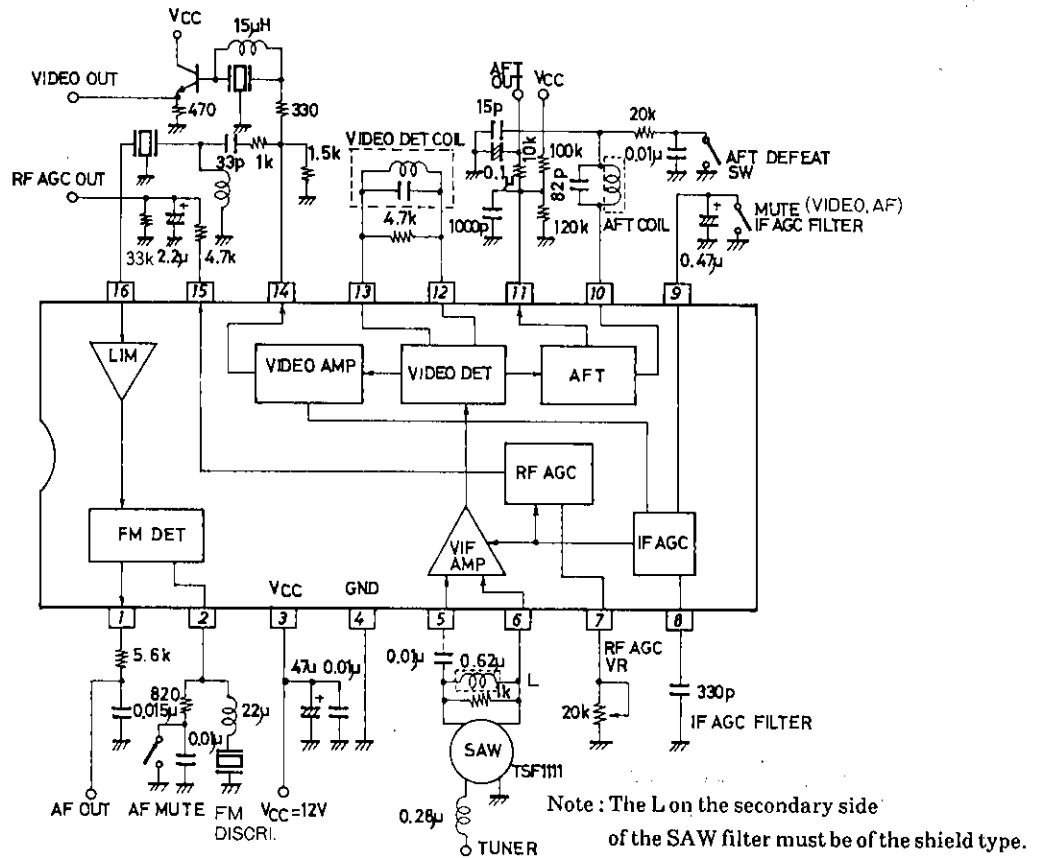 VCC
15μH
VIDEO OUT
470
330
33p
1k
1.5k
RF AGC OUT
33k
2.2μ
4.7k
VIDEO DET COIL
4.7k
AFT OUT
VCC
15p
0.1
10k
100k
1000p
120k
82p
AFT COIL
20k
0.01μ
AFT DEFEAT SW
MUTE (VIDEO, AF)
IF AGC FILTER
0.47μ
16
15
14
13
12
11
10
9
LIM
VIDEO AMP
VIDEO DET
AFT
RF AGC
FM DET
VIF AMP
IF AGC
VCC
GND
1
2
3
4
5
6
7
8
5.6k
0.015μ
820
0.01μ
22μ
AF OUT
AF MUTE
FM DISCRI.
47μ
0.01μ
VCC=12V
0.01μ
0.62μ
L
1k
SAW
TSF1111
0.28μ
TUNER
RF AGC VR
20k
330p
IF AGC FILTER
Note : The L on the secondary side
of the SAW filter must be of the shield type.